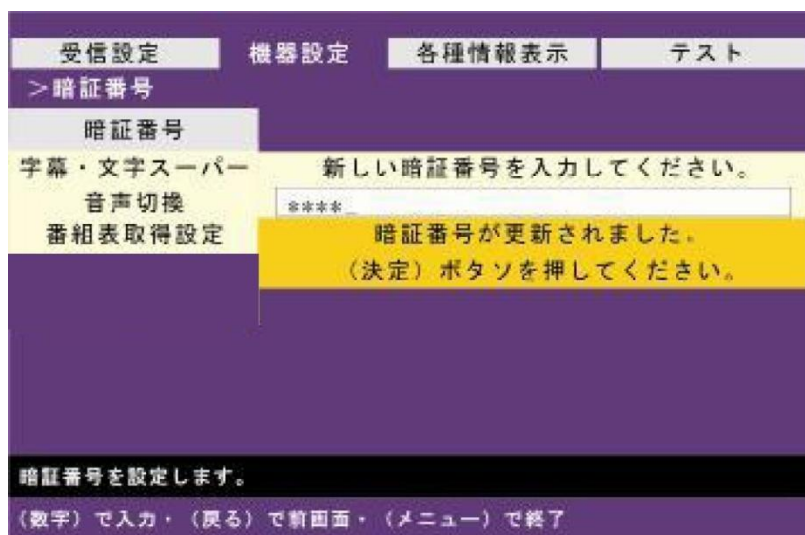 受信設定 機器設定 各種情報表示 テスト
＞暗証番号
暗証番号
字幕・文字スーパー
音声切換
番組表取得設定
新しい暗証番号を入力してください。
****_
暗証番号が更新されました。
（決定）ボタソを押してください。
暗証番号を設定します。
（数字）で入力・（戻る）で前画面・（メニュー）で終了